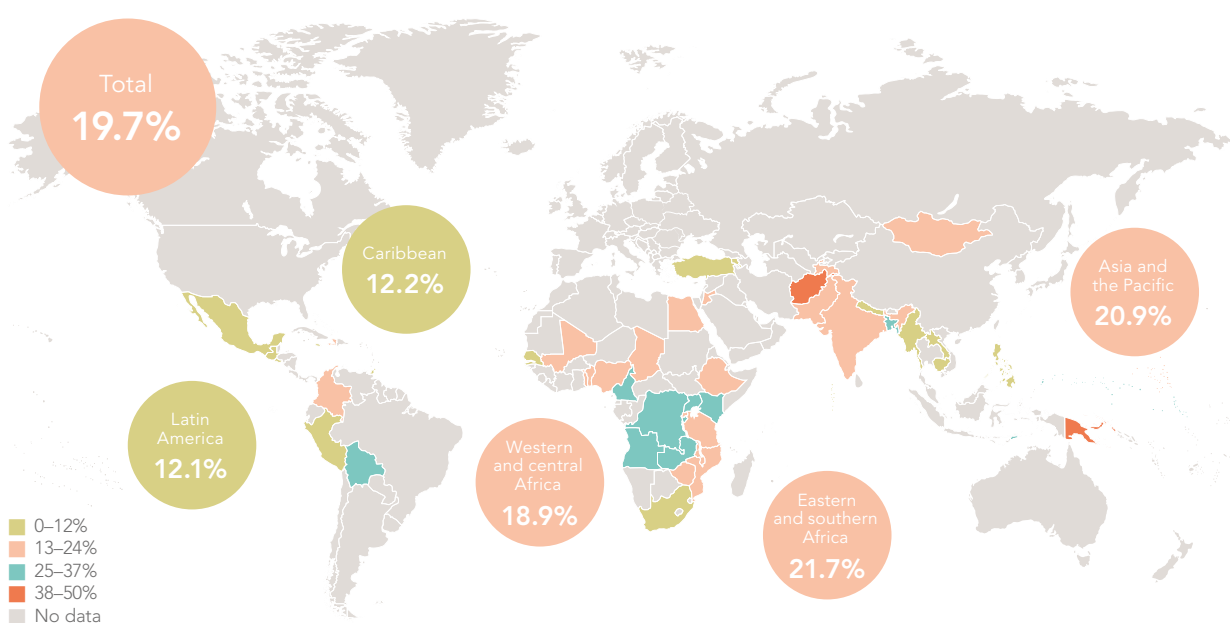 Total
19.7%
Caribbean
12.2%
Asia and
the Pacific
20.9%
Latin
America
12.1%
Western
and central
Africa
18.9%
Eastern
and southern
Africa
21.7%
0–12%
13–24%
25–37%
38–50%
No data